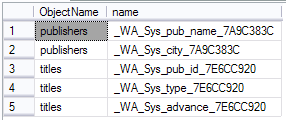 ObjectName name
1 publishers _WA_Sys_pub_name_7A9C383C
2 publishers _WA_Sys_city_7A9C383C
3 titles _WA_Sys_pub_id_7E6CC920
4 titles _WA_Sys_type_7E6CC920
5 titles _WA_Sys_advance_7E6CC920